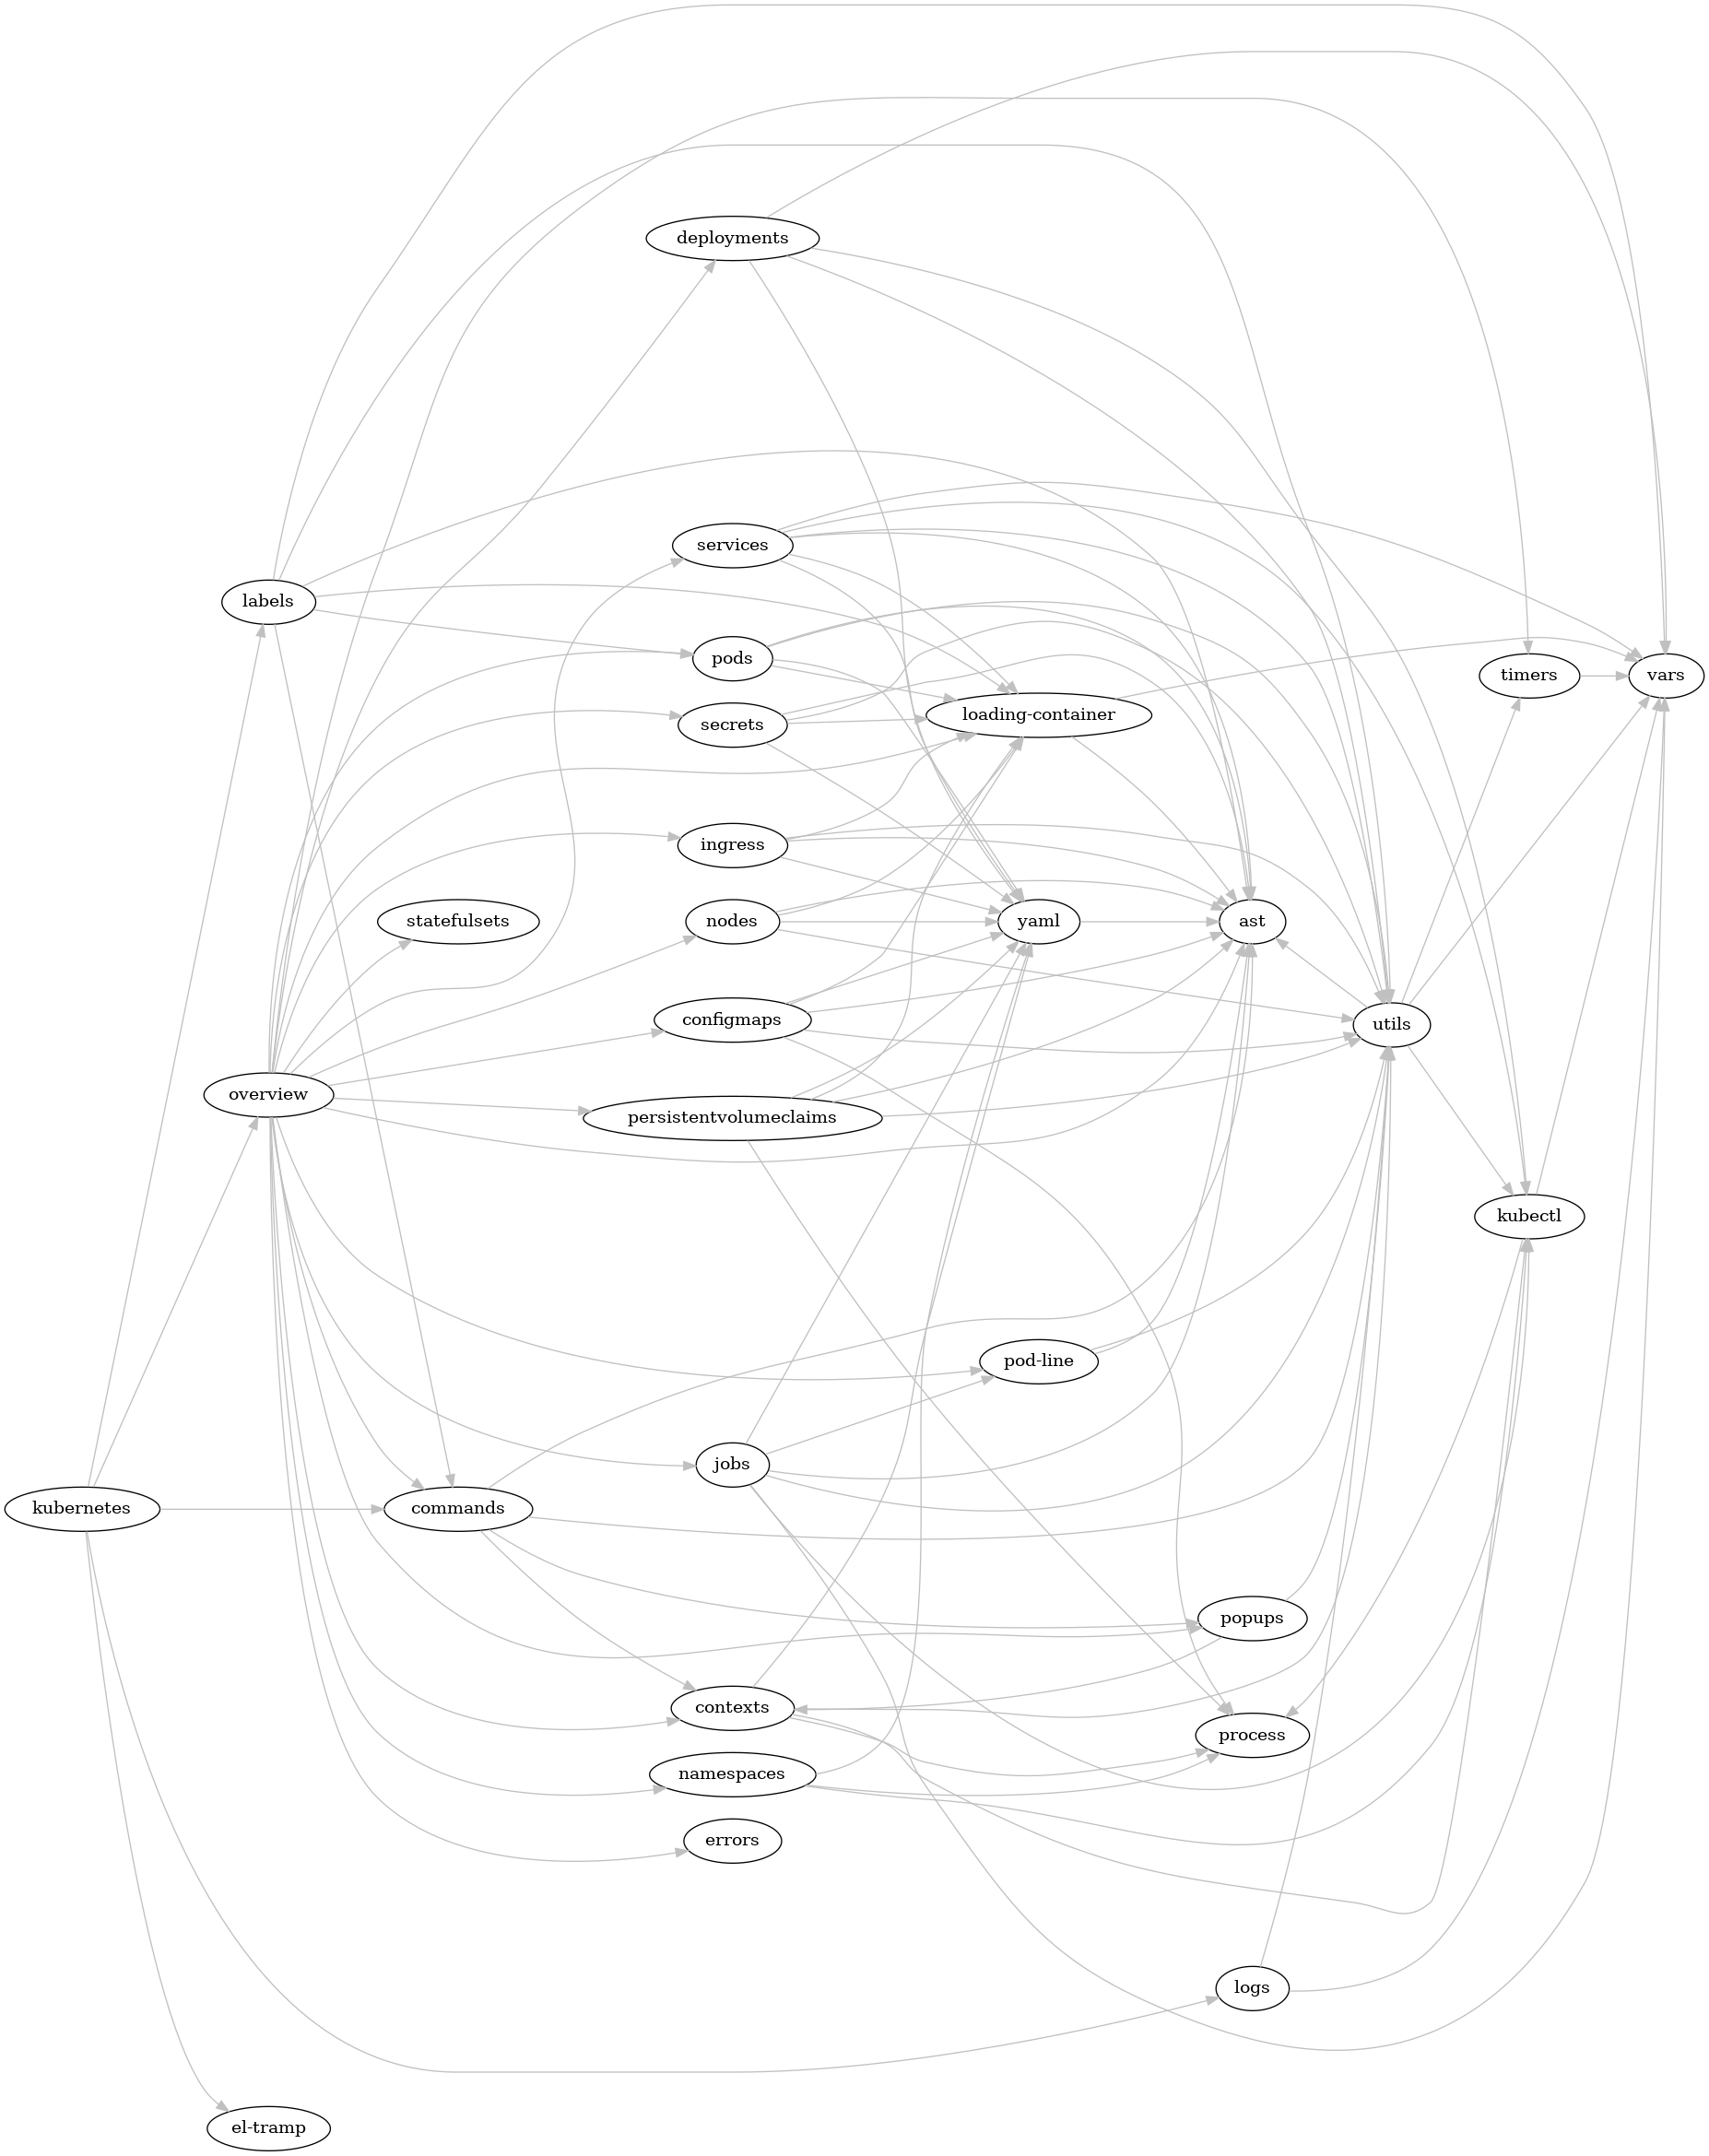 deployments
services
labels
pods
timers
vars
loading-container
secrets
ingress
statefulsets
nodes
yaml
ast
configmaps
utils
overview
persistentvolumeclaims
kubectl
pod-line
jobs
kubernetes
commands
popups
contexts
process
namespaces
errors
logs
el-tramp